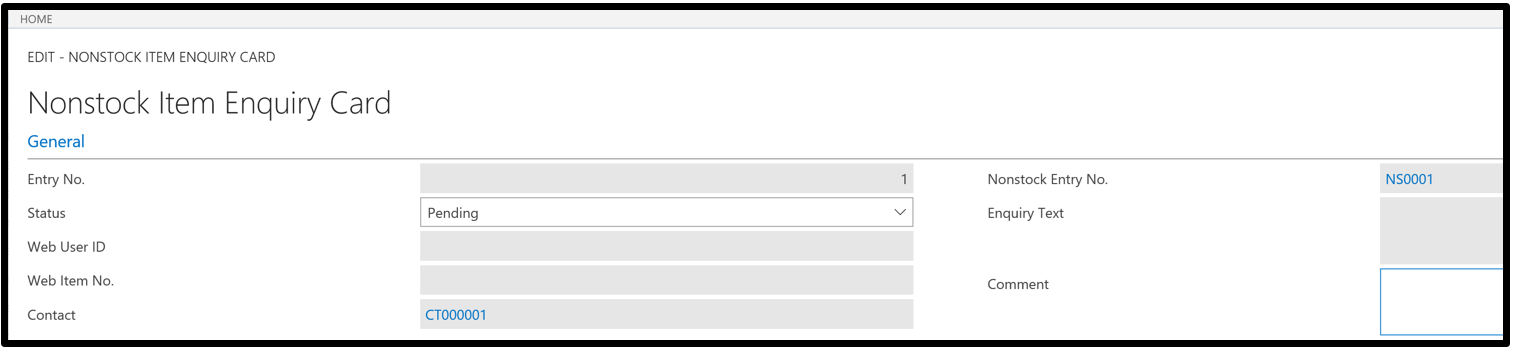 HOME
EDIT - NONSTOCK ITEM ENQUIRY CARD
Nonstock Item Enquiry Card
General
Entry No. 1 Nonstock Entry No. NS0001
Status Pending Enquiry Text
Web User ID
Web Item No.
Comment
Contact CT000001